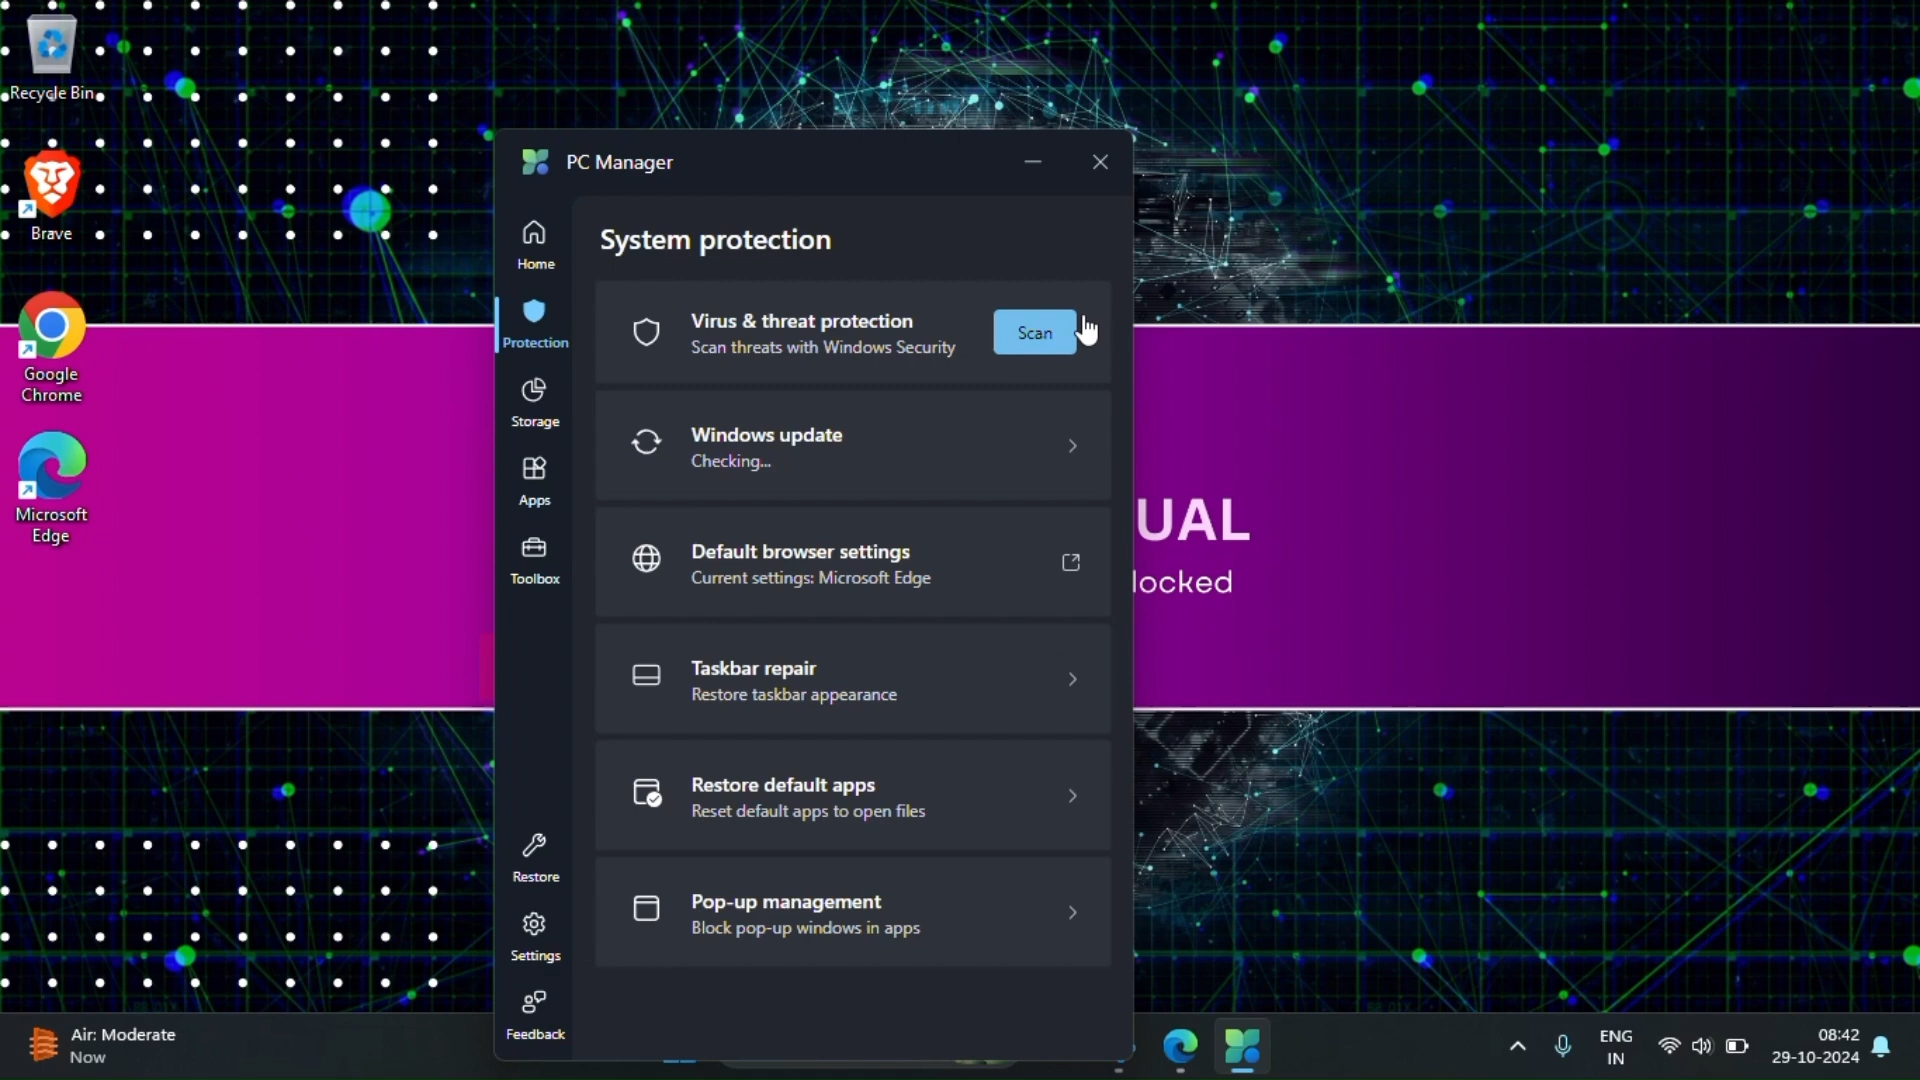 Recycle Bin
Brave
Google
Chrome
Microsoft
Edge
PC Manager
Home
Protection
Storage
Apps
Toolbox
Restore
Settings
Feedback
System protection
Virus & threat protection
Scan threats with Windows Security
Scan
Windows update
Checking...
Default browser settings
Current settings: Microsoft Edge
Taskbar repair
Restore taskbar appearance
Restore default apps
Reset default apps to open files
Pop-up management
Block pop-up windows in apps
UAL
locked
Air: Moderate
Now
ENG
IN
08:42
29-10-2024